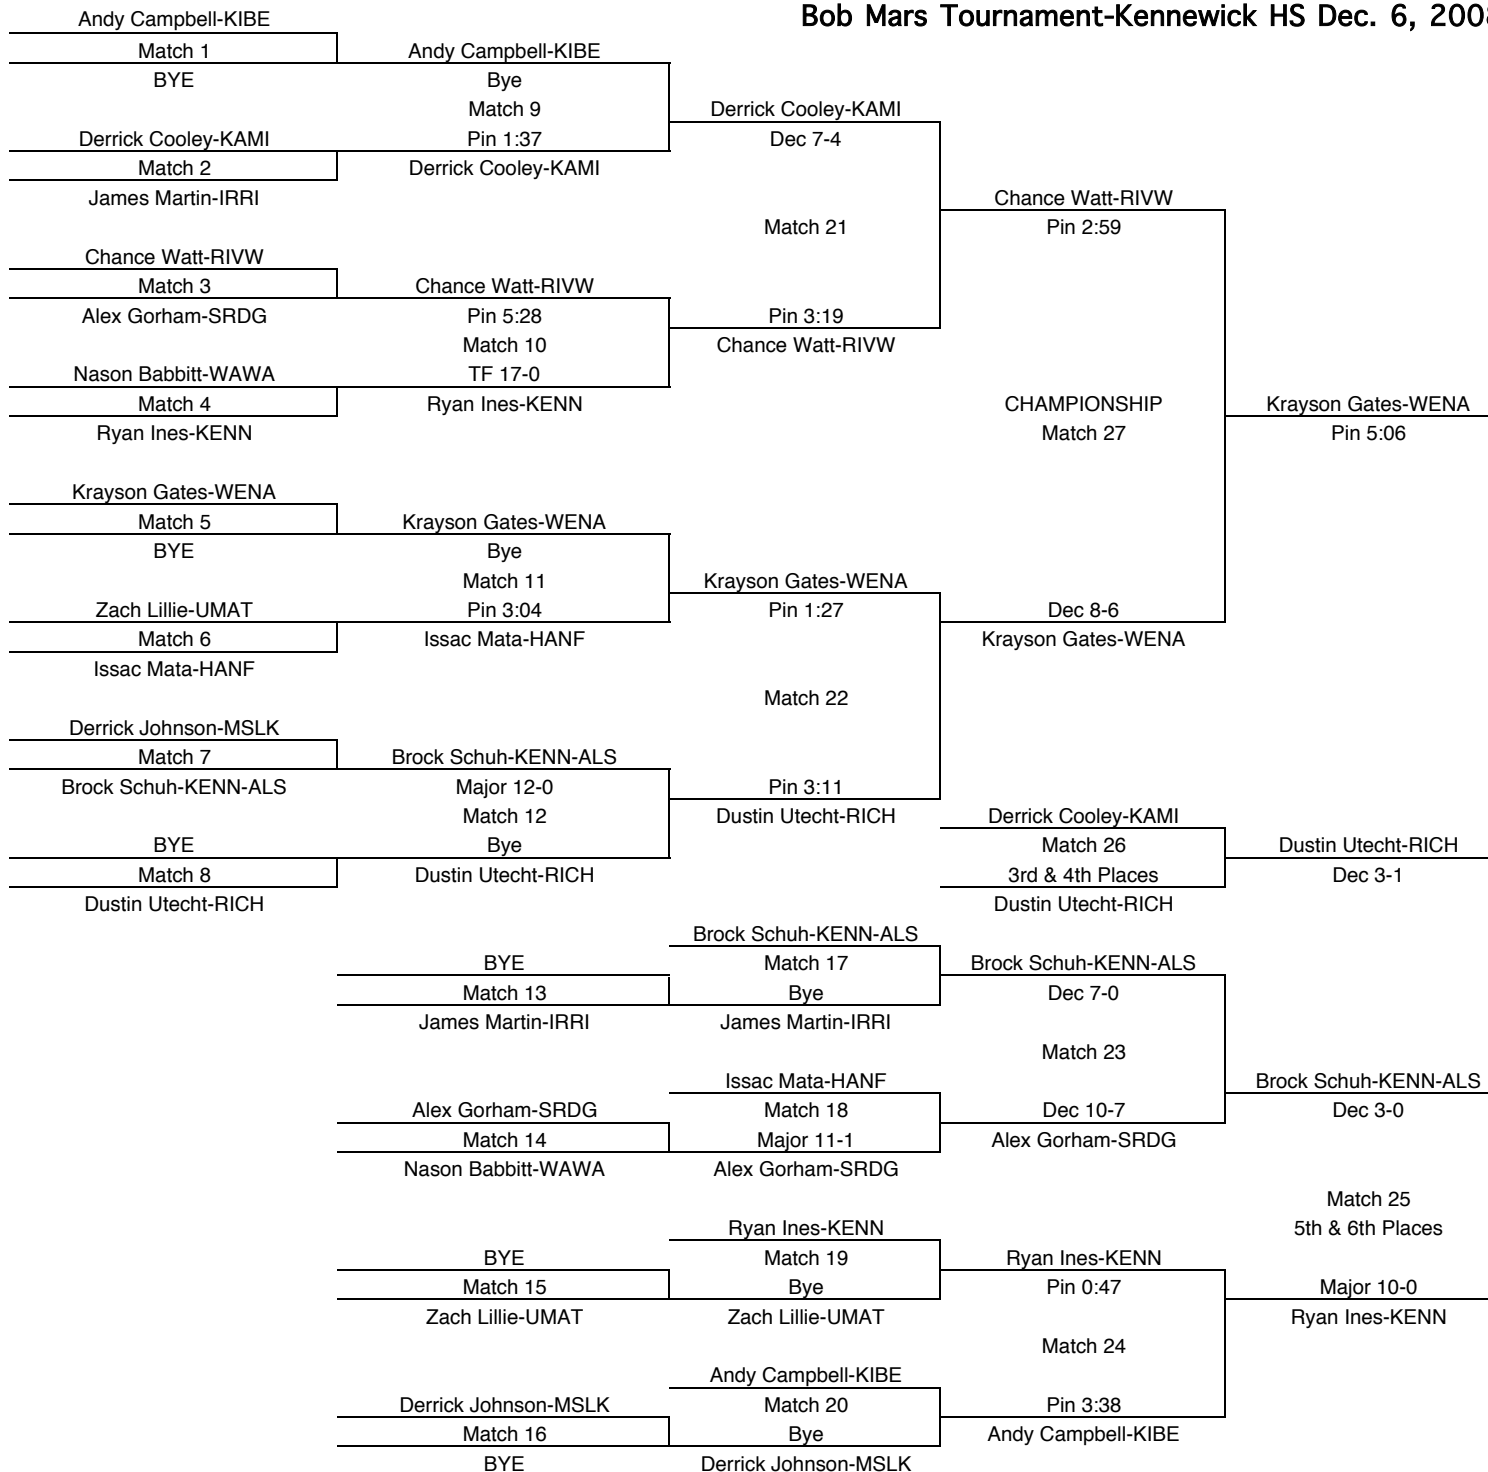 Bob Mars Tournament-Kennewick HS Dec. 6, 2008
Andy Campbell-KIBE
Match 1
BYE
Derrick Cooley-KAMI
Match 2
James Martin-IRRI
Chance Watt-RIVW
Match 3
Alex Gorham-SRDG
Nason Babbitt-WAWA
Match 4
Ryan Ines-KENN
Krayson Gates-WENA
Match 5
BYE
Zach Lillie-UMAT
Match 6
Issac Mata-HANF
Derrick Johnson-MSLK
Match 7
Brock Schuh-KENN-ALS
BYE
Match 8
Dustin Utecht-RICH
Andy Campbell-KIBE
Bye
Match 9
Pin 1:37
Derrick Cooley-KAMI
Chance Watt-RIVW
Pin 5:28
Match 10
TF 17-0
Ryan Ines-KENN
Krayson Gates-WENA
Bye
Match 11
Pin 3:04
Issac Mata-HANF
Brock Schuh-KENN-ALS
Major 12-0
Match 12
Bye
Dustin Utecht-RICH
Derrick Cooley-KAMI
Dec 7-4
Match 21
Pin 3:19
Chance Watt-RIVW
Krayson Gates-WENA
Pin 1:27
Match 22
Pin 3:11
Dustin Utecht-RICH
Chance Watt-RIVW
Pin 2:59
CHAMPIONSHIP
Match 27
Dec 8-6
Krayson Gates-WENA
Krayson Gates-WENA
Pin 5:06
Derrick Cooley-KAMI
Match 26
3rd & 4th Places
Dustin Utecht-RICH
Dustin Utecht-RICH
Dec 3-1
BYE
Match 13
James Martin-IRRI
Alex Gorham-SRDG
Match 14
Nason Babbitt-WAWA
BYE
Match 15
Zach Lillie-UMAT
Derrick Johnson-MSLK
Match 16
BYE
Brock Schuh-KENN-ALS
Match 17
Bye
James Martin-IRRI
Issac Mata-HANF
Match 18
Major 11-1
Alex Gorham-SRDG
Ryan Ines-KENN
Match 19
Bye
Zach Lillie-UMAT
Andy Campbell-KIBE
Match 20
Bye
Derrick Johnson-MSLK
Brock Schuh-KENN-ALS
Dec 7-0
Match 23
Dec 10-7
Alex Gorham-SRDG
Ryan Ines-KENN
Pin 0:47
Match 24
Pin 3:38
Andy Campbell-KIBE
Brock Schuh-KENN-ALS
Dec 3-0
Match 25
5th & 6th Places
Major 10-0
Ryan Ines-KENN